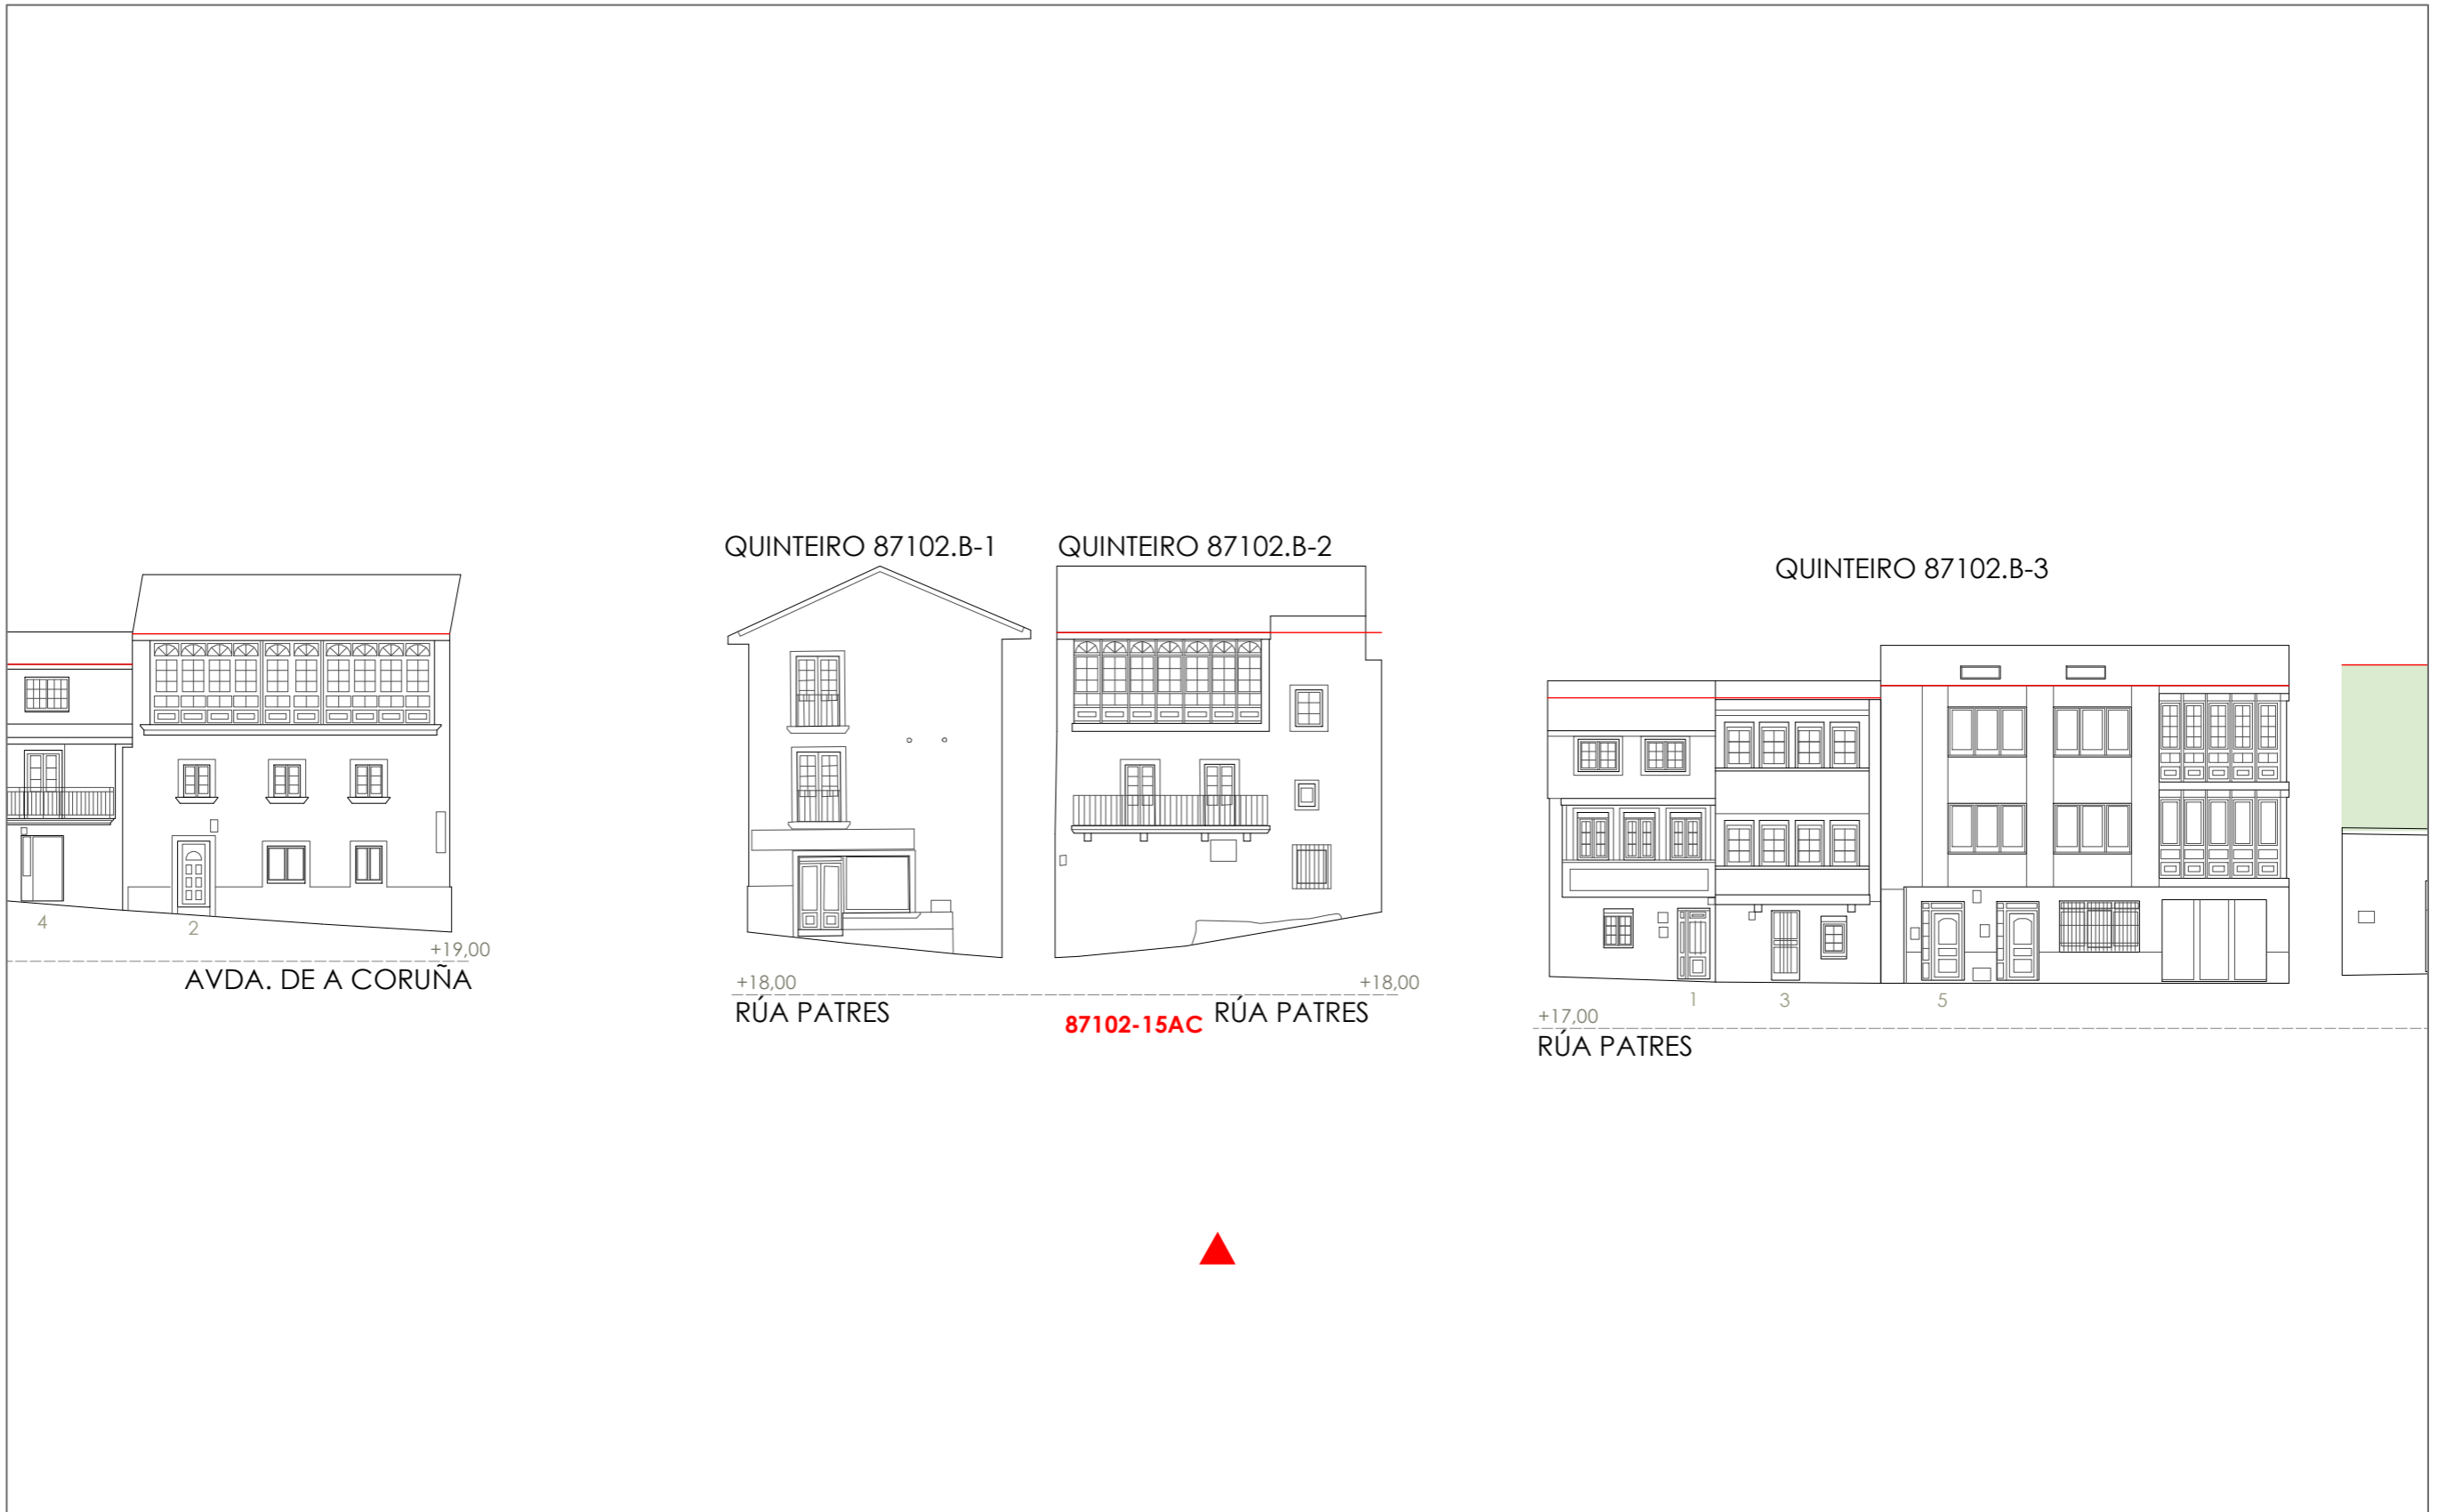 QUINTEIRO 87102.B-1
QUINTEIRO 87102.B-2
QUINTEIRO 87102.B-3
4
2
+19,00
AVDA. DE A CORUÑA
+18,00
RÚA PATRES
87102-15AC
+18,00
RÚA PATRES
1
3
5
+17,00
RÚA PATRES